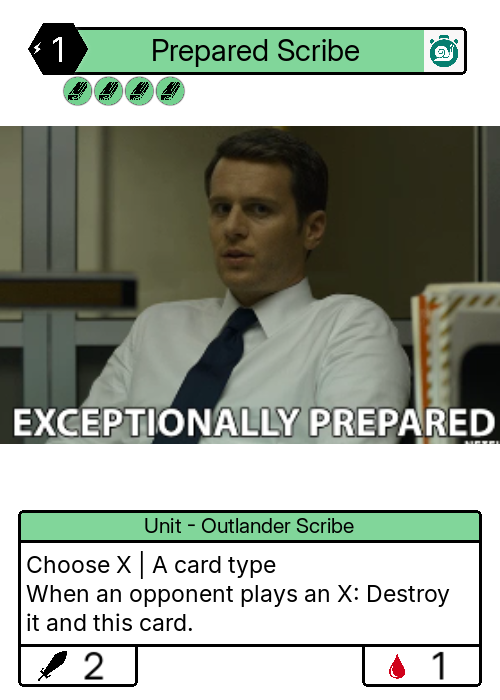 1 Prepared Scribe
EXCEPTIONALLY PREPARED
Unit - Outlander Scribe
Choose X | A card type
When an opponent plays an X: Destroy
it and this card.
2 1